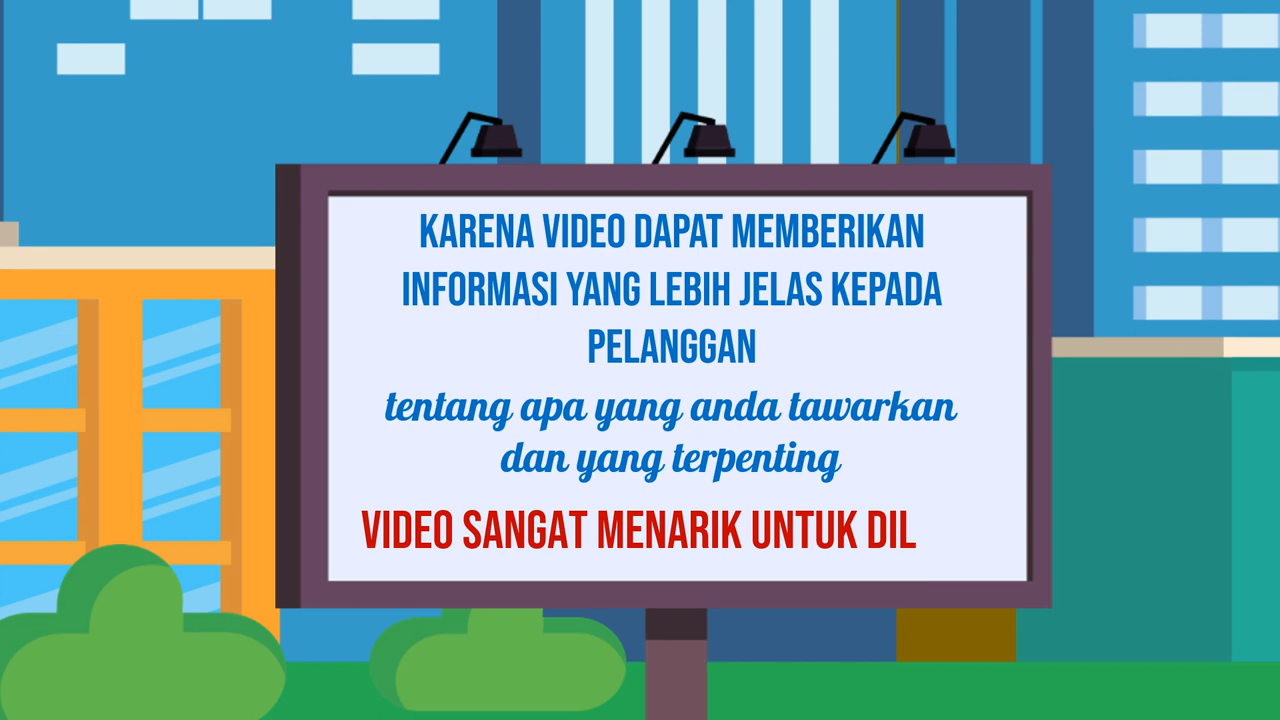 KARENA VIDEO DAPAT MEMBERIKAN
INFORMASI YANG LEBIH JELAS KEPADA
PELANGGAN
tentang apa yang anda tawarkan
dan yang terpenting
VIDEO SANGAT MENARIK UNTUK DIL